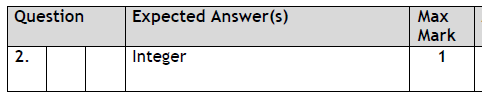 Question Expected Answer(s) Max Mark
2. Integer 1